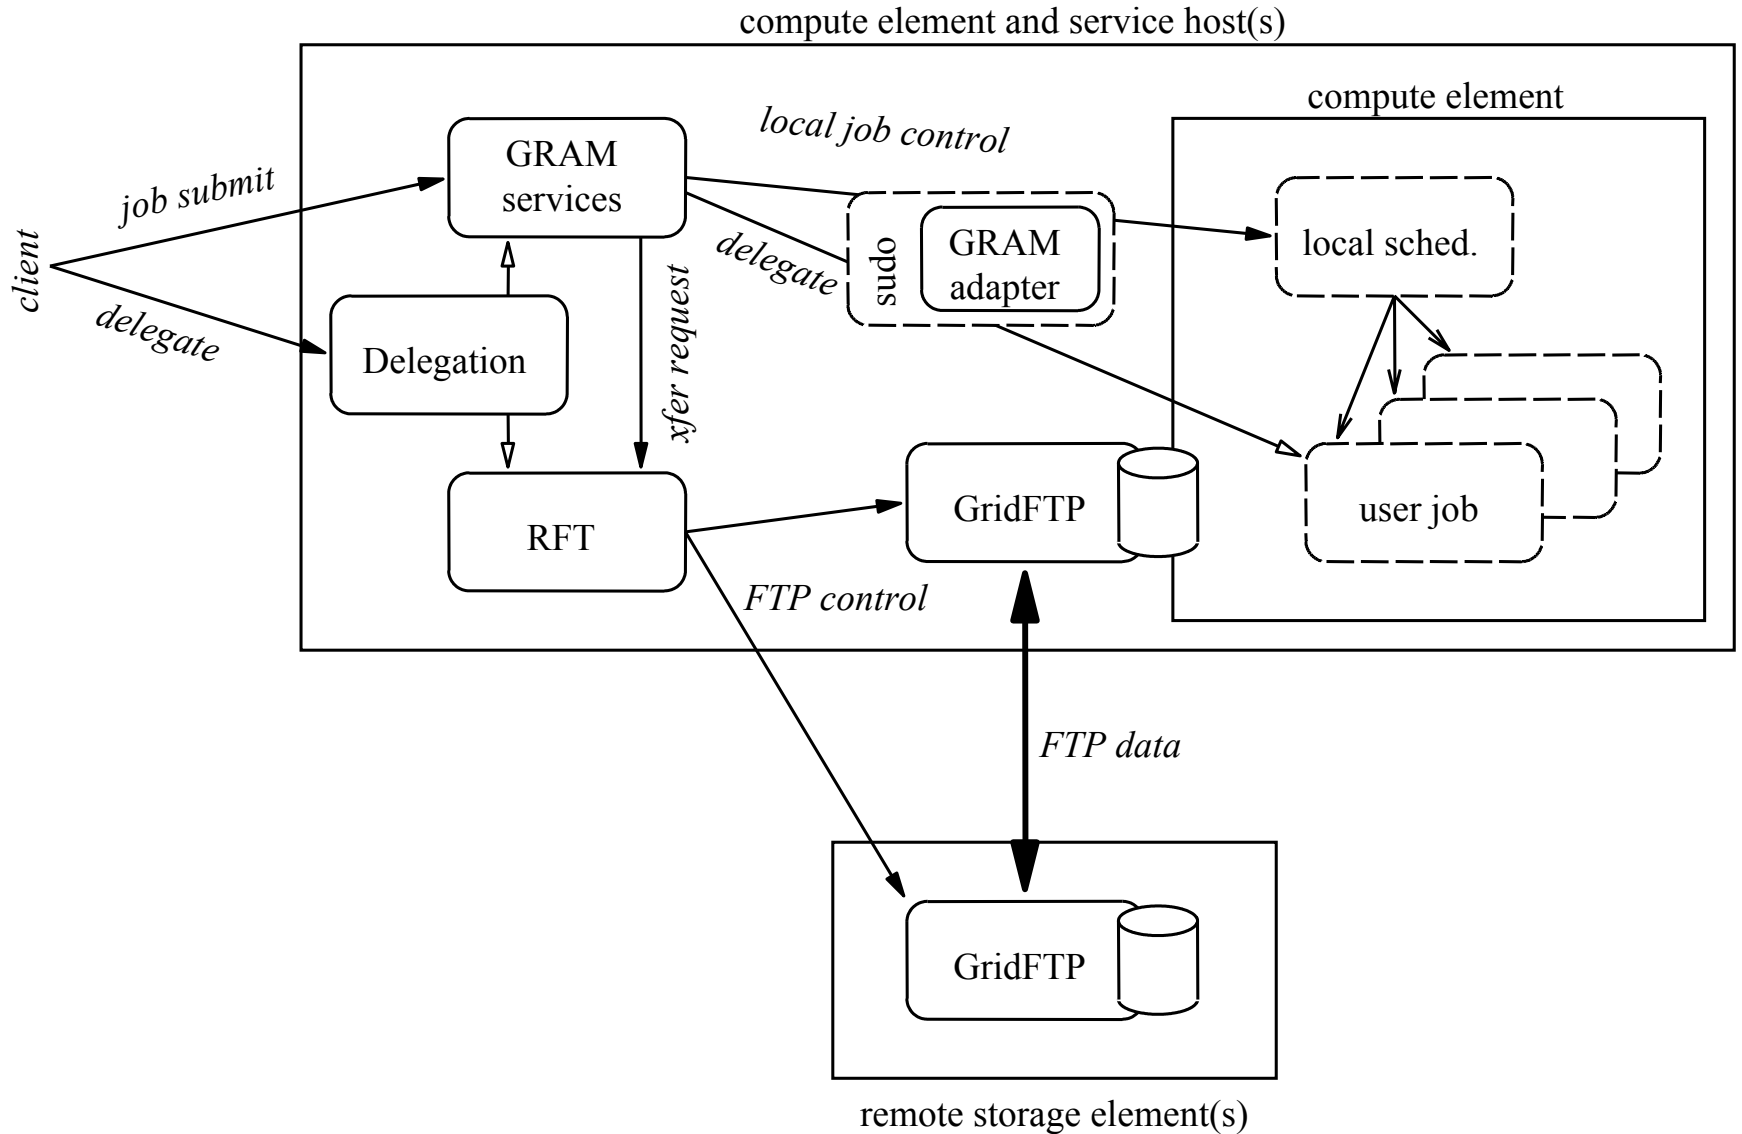 compute element and service host(s)
compute element
local job control
GRAM
services
job submit
client
delegate
delegate
sudo
GRAM
adapter
local sched.
Delegation
xfer request
RFT
GridFTP
user job
FTP control
FTP data
GridFTP
remote storage element(s)